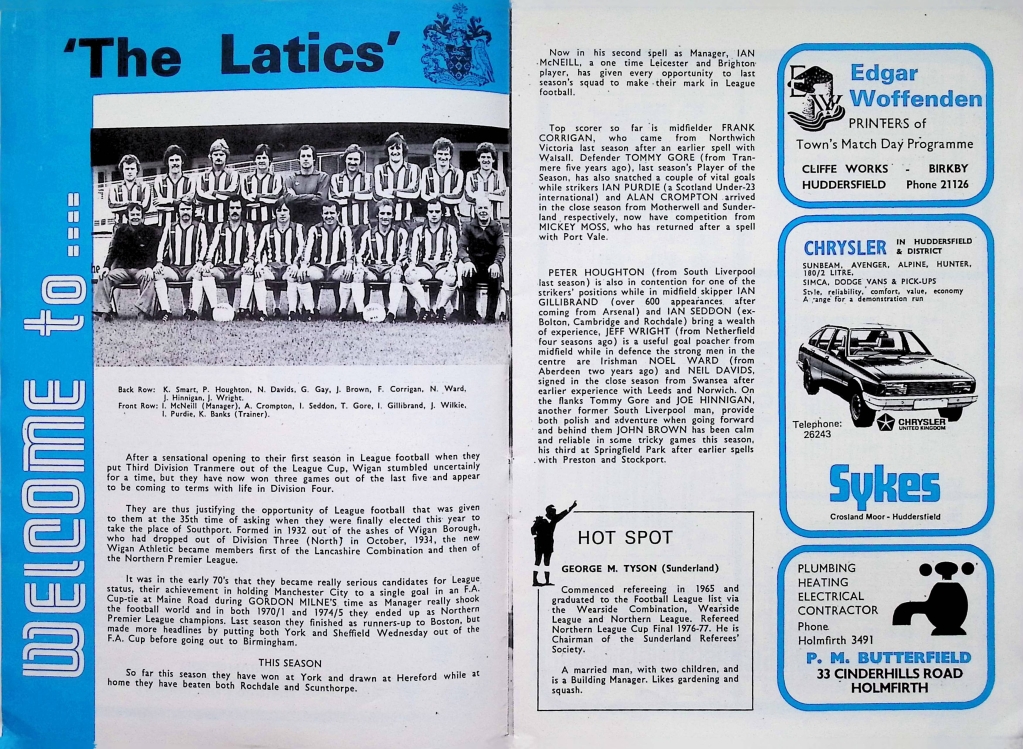 'The Latics'
WELCOME to ....
Back Row: K. Smart, P. Houghton, N. Davids, G. Gay, J. Brown, F. Corrigan, N. Ward,
J. Hinnigan, J. Wright.
Front Row: I. McNeill (Manager), A. Crompton, I. Seddon, T. Gore, I. Gillibrand, J. Wilkie,
I. Purdie, K. Banks (Trainer).
After a sensational opening to their first season in League football when they
put Third Division Tranmere out of the League Cup, Wigan stumbled uncertainly
for a time, but they have now won three games out of the last five and appear
to be coming to terms with life in Division Four.
They are thus justifying the opportunity of League football that was given
to them at the 35th time of asking when they were finally elected this year to
take the place of Southport. Formed in 1932 out of the ashes of Wigan Borough,
who had dropped out of Division Three (North) in October, 1931, the new
Wigan Athletic became members first of the Lancashire Combination and then of
the Northern Premier League.
It was in the early 70's that they became really serious candidates for League
status, their achievement in holding Manchester City to a single goal in an F.A.
Cup-tie at Maine Road during GORDON MILNE'S time as Manager really shook
the football world and in both 1970/1 and 1974/5 they ended up as Northern
Premier League champions. Last season they finished as runners-up to Boston, but
made more headlines by putting both York and Sheffield Wednesday out of the
F.A. Cup before going out to Birmingham.
THIS SEASON
So far this season they have won at York and drawn at Hereford while at
home they have beaten both Rochdale and Scunthorpe.
Now in his second spell as Manager, IAN
McNEILL, a one time Leicester and Brighton
player, has given every opportunity to last
season's squad to make their mark in League
football.
Top scorer so far is midfielder FRANK
CORRIGAN, who came from Northwich
Victoria last season after an earlier spell with
Walsall. Defender TOMMY GORE (from Tran-
mere five years ago), last season's Player of the
Season, has also snatched a couple of vital goals
while strikers IAN PURDIE (a Scotland Under-23
international) and ALAN CROMPTON arrived
in the close season from Motherwell and Sunder-
land respectively, now have competition from
MICKEY MOSS, who has returned after a spell
with Port Vale.
PETER HOUGHTON (from South Liverpool
last season) is also in contention for one of the
strikers' positions while in midfield skipper IAN
GILLIBRAND (over 600 appearances after
coming from Arsenal) and IAN SEDDON (ex-
Bolton, Cambridge and Rochdale) bring a wealth
of experience, JEFF WRIGHT (from Netherfield
four seasons ago) is a useful goal poacher from
midfield while in defence the strong men in the
centre are Irishman NOEL WARD (from
Aberdeen two years ago) and NEIL DAVIDS,
signed in the close season from Swansea after
earlier experience with Leeds and Norwich. On
the flanks Tommy Gore and JOE HINNIGAN,
another former South Liverpool man, provide
both polish and adventure when going forward
and behind them JOHN BROWN has been calm
and reliable in some tricky games this season,
his third at Springfield Park after earlier spells
with Preston and Stockport.
HOT SPOT
GEORGE M. TYSON (Sunderland)
Commenced refereeing in 1965 and
graduated to the Football League list via
the Wearside Combination, Wearside
League and Northern League. Refereed
Northern League Cup Final 1976-77. He is
Chairman of the Sunderland Referees'
Society.
A married man, with two children, and
is a Building Manager. Likes gardening and
squash.
E W
Edgar
Woffenden
PRINTERS of
Town's Match Day Programme
CLIFFE WORKS - BIRKBY
HUDDERSFIELD Phone 21126
CHRYSLER IN HUDDERSFIELD
& DISTRICT
SUNBEAM, AVENGER, ALPINE, HUNTER,
180/2 LITRE,
SIMCA, DODGE VANS & PICK-UPS
Style, reliability, comfort, value, economy
A range for a demonstration run
Telephone:
26243
CHRYSLER
UNITED KINGDOM
Sykes
Crosland Moor - Huddersfield
PLUMBING
HEATING
ELECTRICAL
CONTRACTOR
Phone
Holmfirth 3491
P. M. BUTTERFIELD
33 CINDERHILLS ROAD
HOLMFIRTH